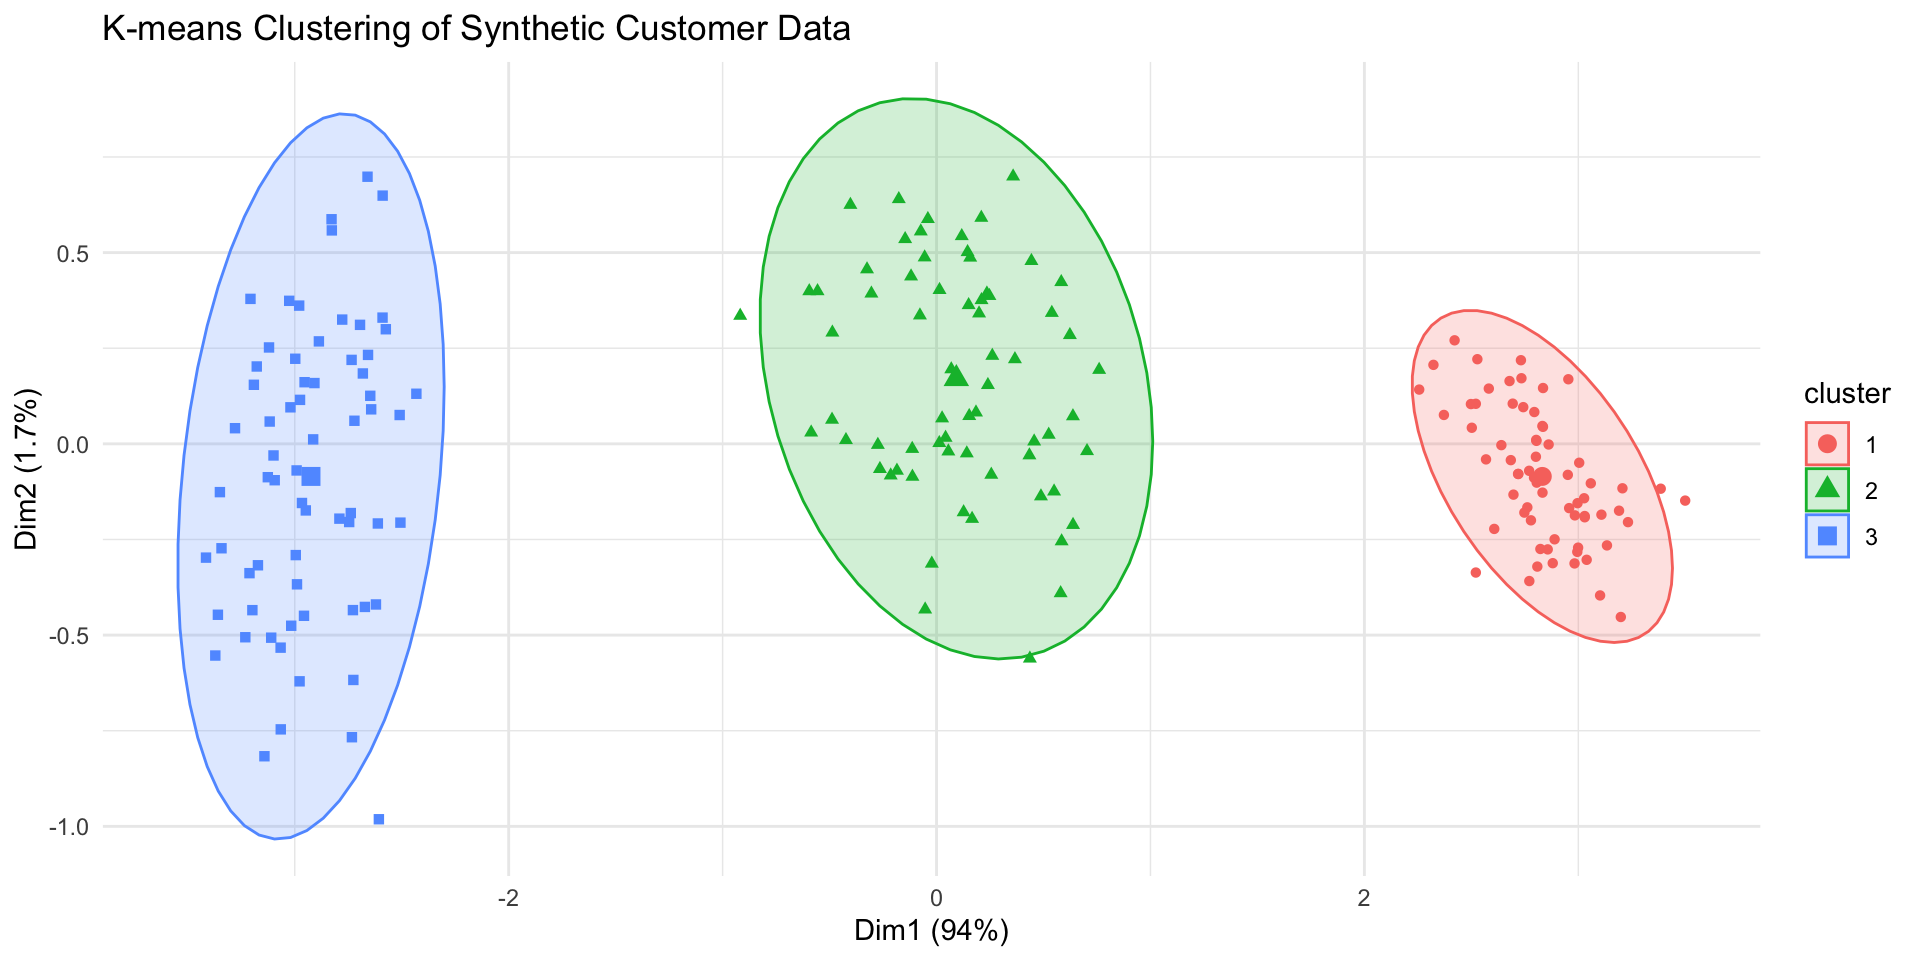 K-means Clustering of Synthetic Customer Data
0.5
0.0
-0.5
-1.0
Dim2 (1.7%)
-2
0
2
Dim1 (94%)
cluster
1
2
3